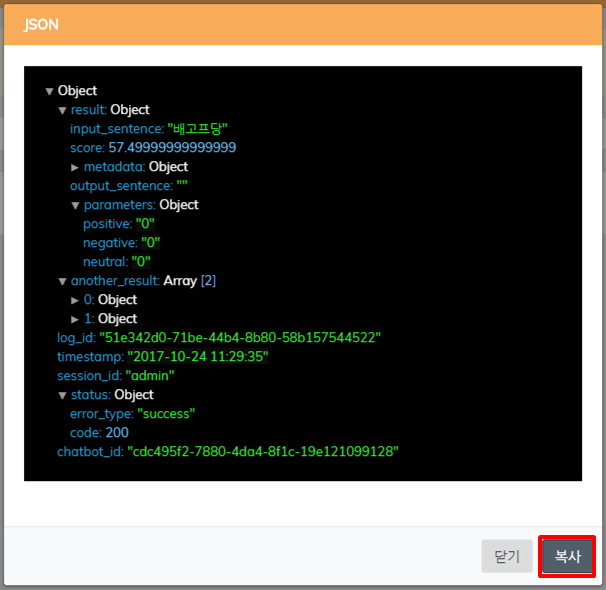 JSON
▼ Object
▼ result: Object
input_sentence: "배고프당"
score: 57.49999999999999
▶ metadata: Object
output_sentence: ""
▼ parameters: Object
positive: "0"
negative: "0"
neutral: "0"
▼ another_result: Array [2]
▶ 0: Object
▶ 1: Object
log_id: "51e342d0-71be-44b4-8b80-58b157544522"
timestamp: "2017-10-24 11:29:35"
session_id: "admin"
▼ status: Object
error_type: "success"
code: 200
chatbot_id: "cdc495f2-7880-4da4-8f1c-19e121099128"
닫기 복사